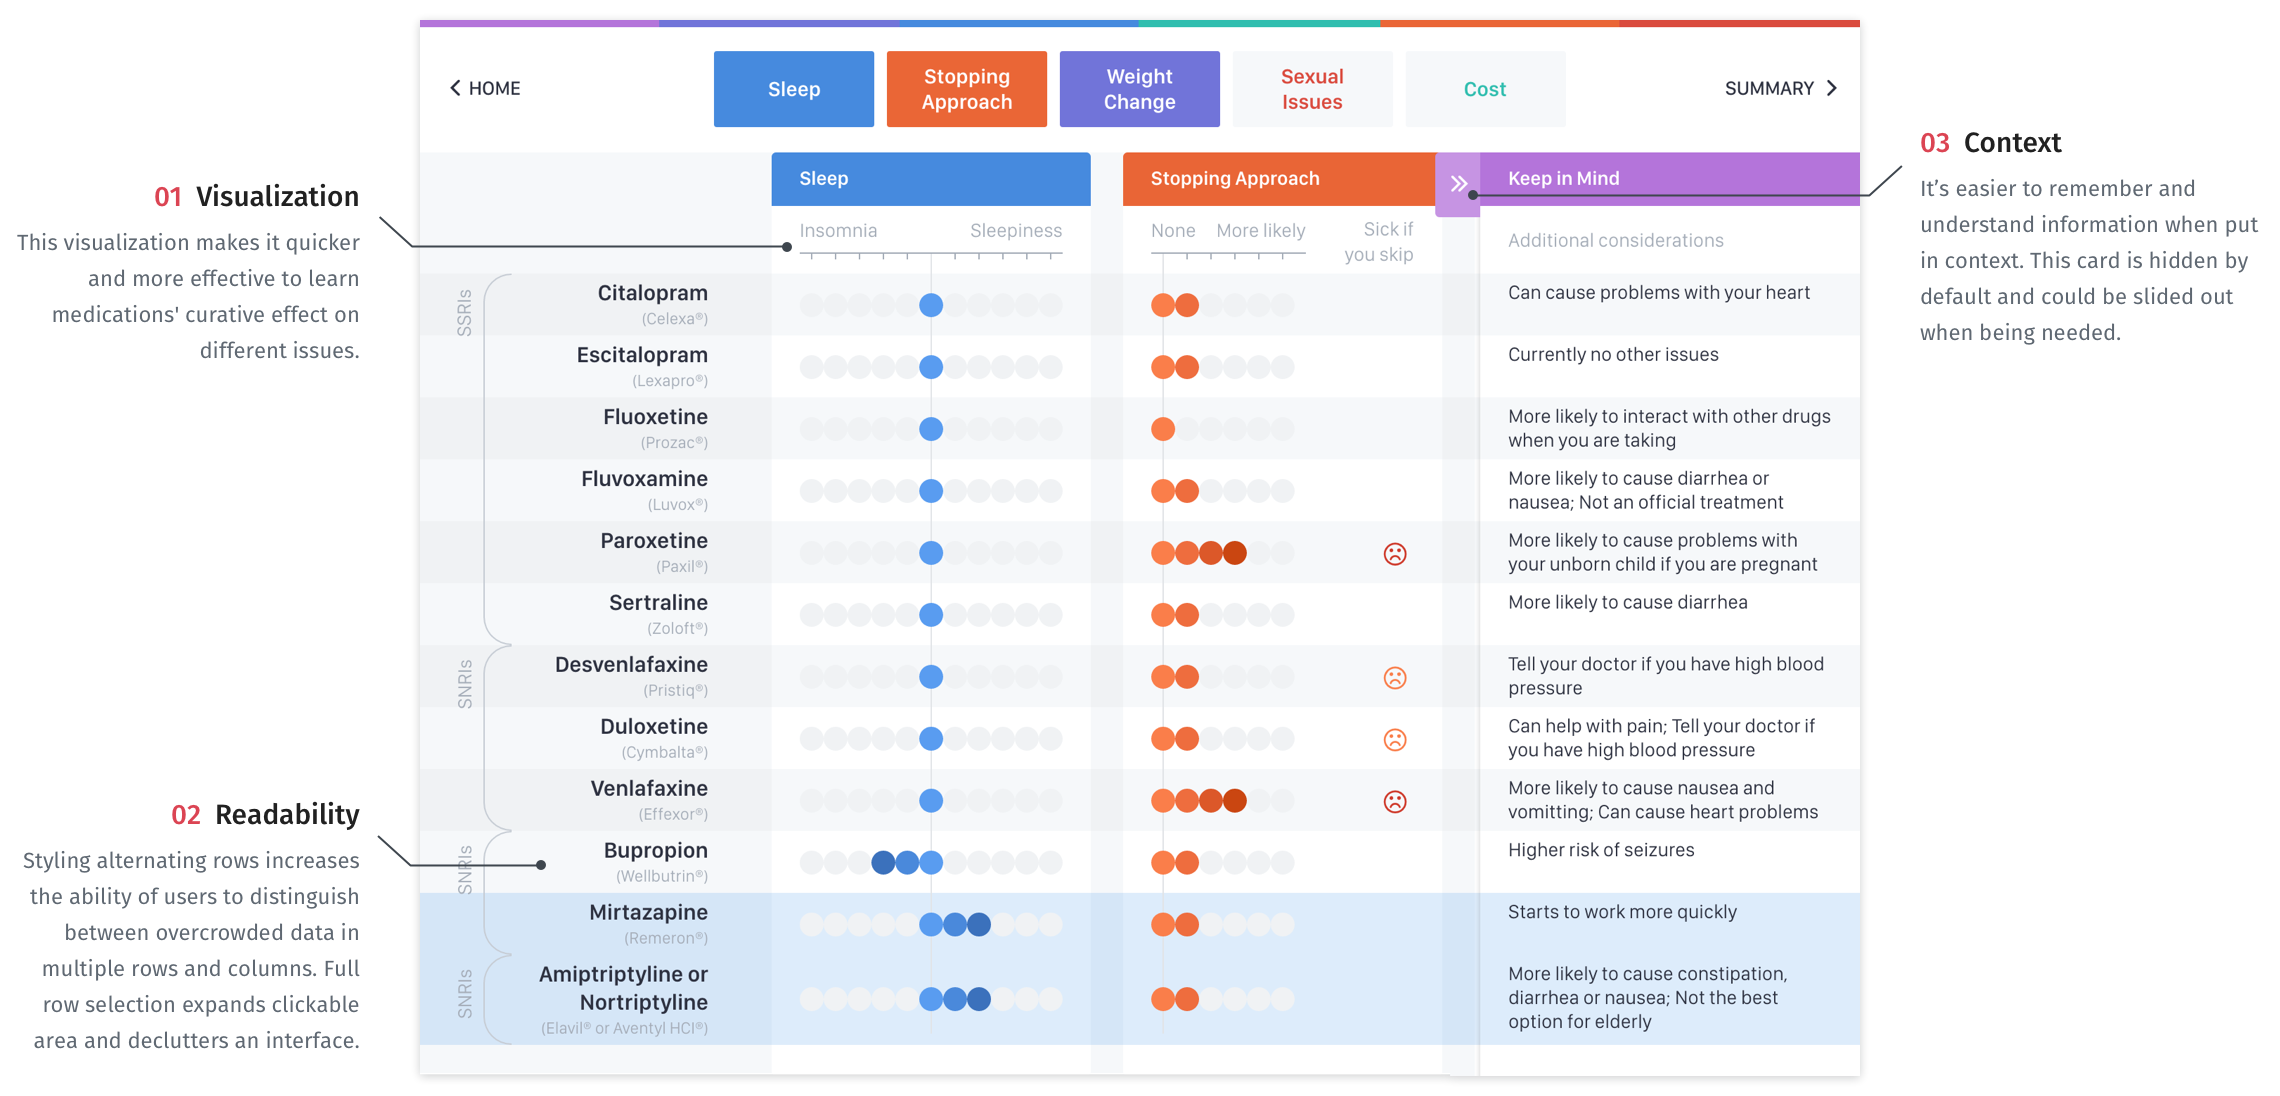 HOME
Sleep
Stopping
Approach
Weight
Change
Sexual
Issues
Cost
SUMMARY
01 Visualization
This visualization makes it quicker
and more effective to learn
medications' curative effect on
different issues.
02 Readability
Styling alternating rows increases
the ability of users to distinguish
between overcrowded data in
multiple rows and columns. Full
row selection expands clickable
area and declutters an interface.
03 Context
It’s easier to remember and
understand information when put
in context. This card is hidden by
default and could be slided out
when being needed.
Sleep
Stopping Approach
Keep in Mind
Insomnia Sleepiness
None More likely
Sick if
you skip
Additional considerations
SSRIs
Citalopram
(Celexa®)
Can cause problems with your heart
Escitalopram
(Lexapro®)
Currently no other issues
Fluoxetine
(Prozac®)
More likely to interact with other drugs
when you are taking
Fluvoxamine
(Luvox®)
More likely to cause diarrhea or
nausea; Not an official treatment
Paroxetine
(Paxil®)
More likely to cause problems with
your unborn child if you are pregnant
Sertraline
(Zoloft®)
More likely to cause diarrhea
SNRIs
Desvenlafaxine
(Pristiq®)
Tell your doctor if you have high blood
pressure
Duloxetine
(Cymbalta®)
Can help with pain; Tell your doctor if
you have high blood pressure
Venlafaxine
(Effexor®)
More likely to cause nausea and
vomitting; Can cause heart problems
SNRIs
Bupropion
(Wellbutrin®)
Higher risk of seizures
Mirtazapine
(Remeron®)
Starts to work more quickly
SNRIs
Amiptriptyline or
Nortriptyline
(Elavil® or Aventyl HCI®)
More likely to cause constipation,
diarrhea or nausea; Not the best
option for elderly